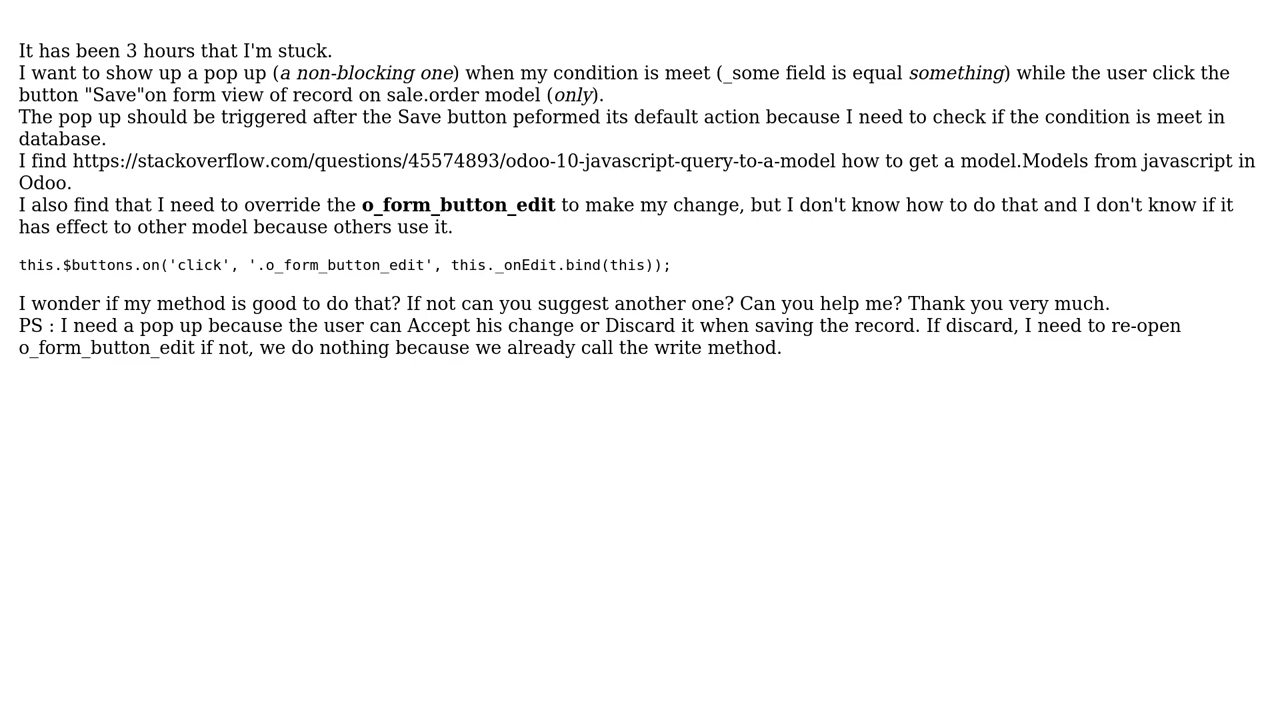 It has been 3 hours that I'm stuck.
I want to show up a pop up (a non-blocking one) when my condition is meet (_some field is equal something) while the user click the
button "Save"on form view of record on sale.order model (only).
The pop up should be triggered after the Save button peformed its default action because I need to check if the condition is meet in
database.
I find https://stackoverflow.com/questions/45574893/odoo-10-javascript-query-to-a-model how to get a model.Models from javascript in
Odoo.
I also find that I need to override the o_form_button_edit to make my change, but I don't know how to do that and I don't know if it
has effect to other model because others use it.
this.$buttons.on('click', '.o_form_button_edit', this._onEdit.bind(this));
I wonder if my method is good to do that? If not can you suggest another one? Can you help me? Thank you very much.
PS : I need a pop up because the user can Accept his change or Discard it when saving the record. If discard, I need to re-open
o_form_button_edit if not, we do nothing because we already call the write method.